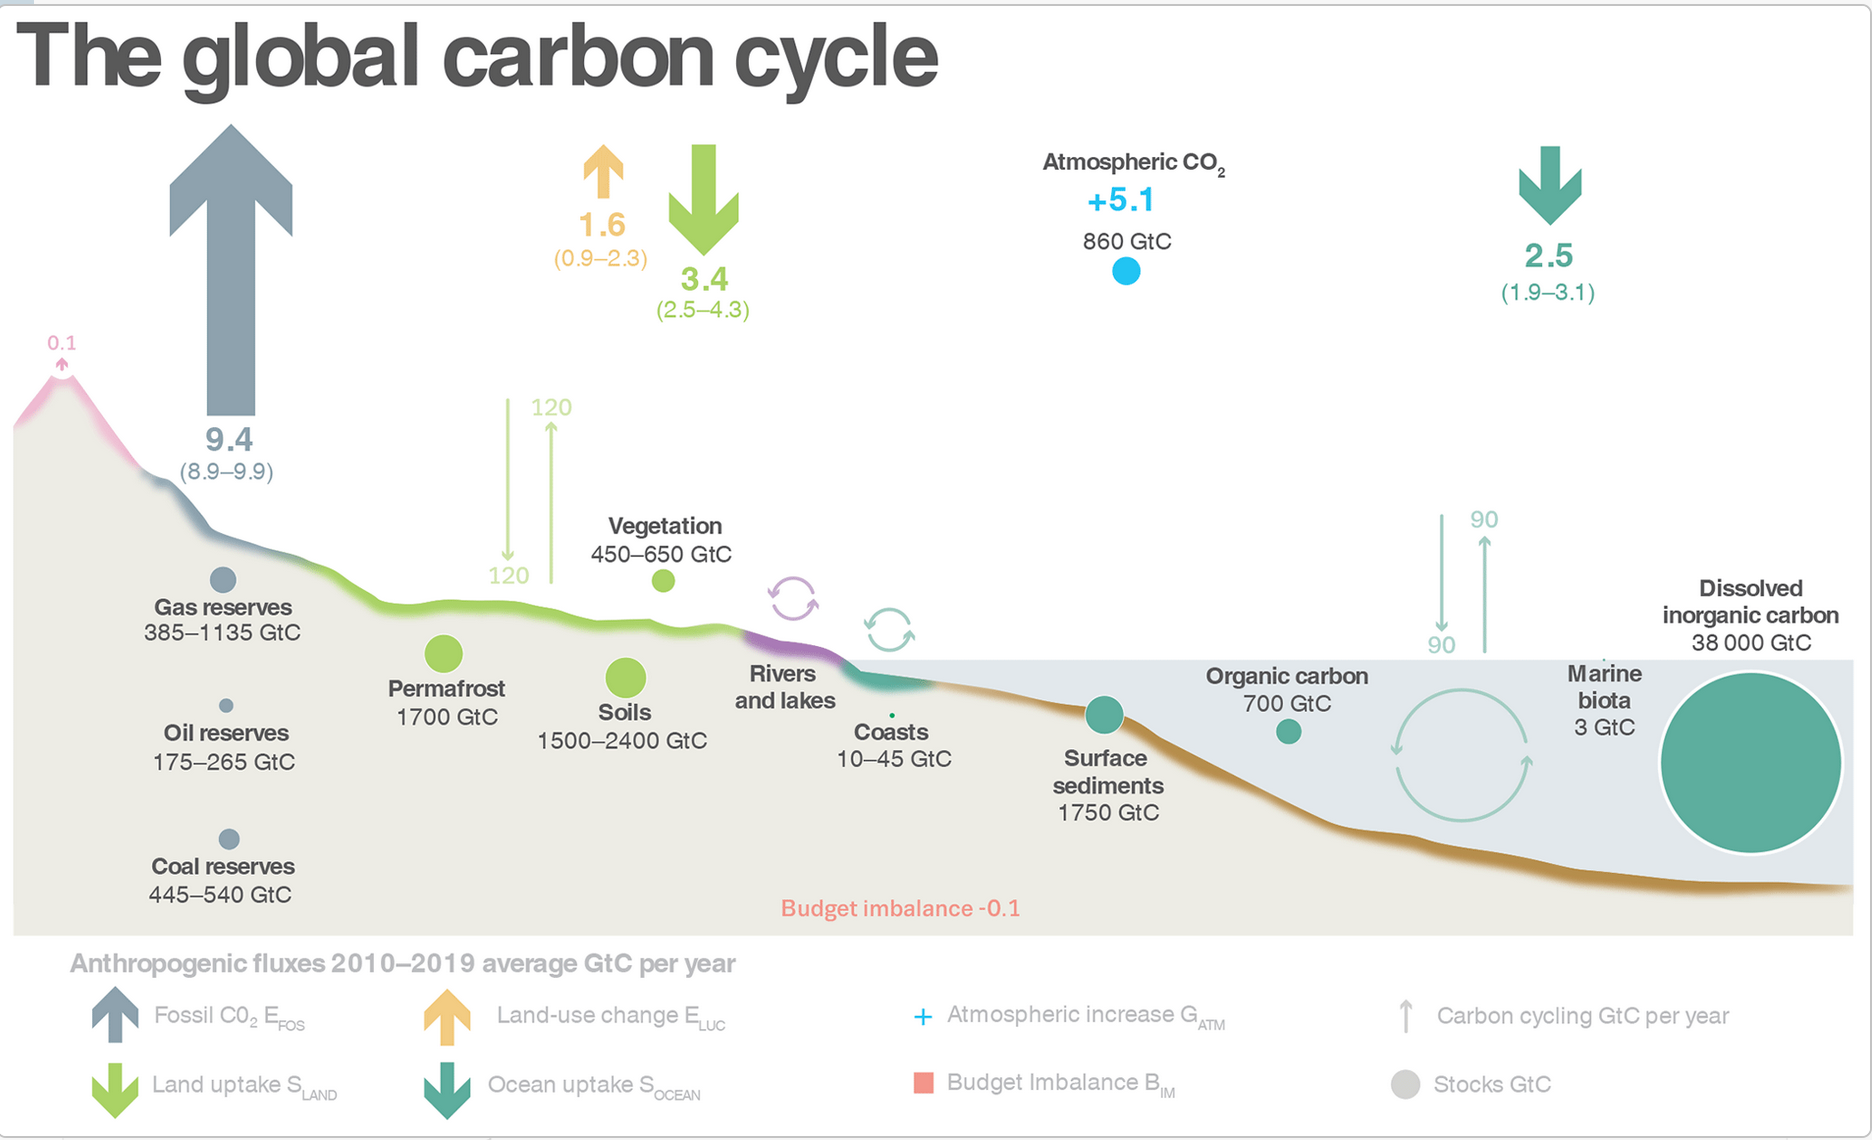 The global carbon cycle
Atmospheric CO₂
+5.1
860 GtC
1.6
(0.9–2.3)
3.4
(2.5–4.3)
2.5
(1.9–3.1)
0.1
9.4
(8.9–9.9)
120
120
Vegetation
450–650 GtC
90
90
Gas reserves
385–1135 GtC
Dissolved
inorganic carbon
38 000 GtC
Permafrost
1700 GtC
Soils
1500–2400 GtC
Rivers
and lakes
Coasts
10–45 GtC
Organic carbon
700 GtC
Marine
biota
3 GtC
Oil reserves
175–265 GtC
Surface
sediments
1750 GtC
Coal reserves
445–540 GtC
Budget imbalance -0.1
Anthropogenic fluxes 2010–2019 average GtC per year
Fossil C0₂ EFOS
Land-use change ELUC
+ Atmospheric increase GATM
Carbon cycling GtC per year
Land uptake SLAND
Ocean uptake SOCEAN
Budget Imbalance BIM
Stocks GtC